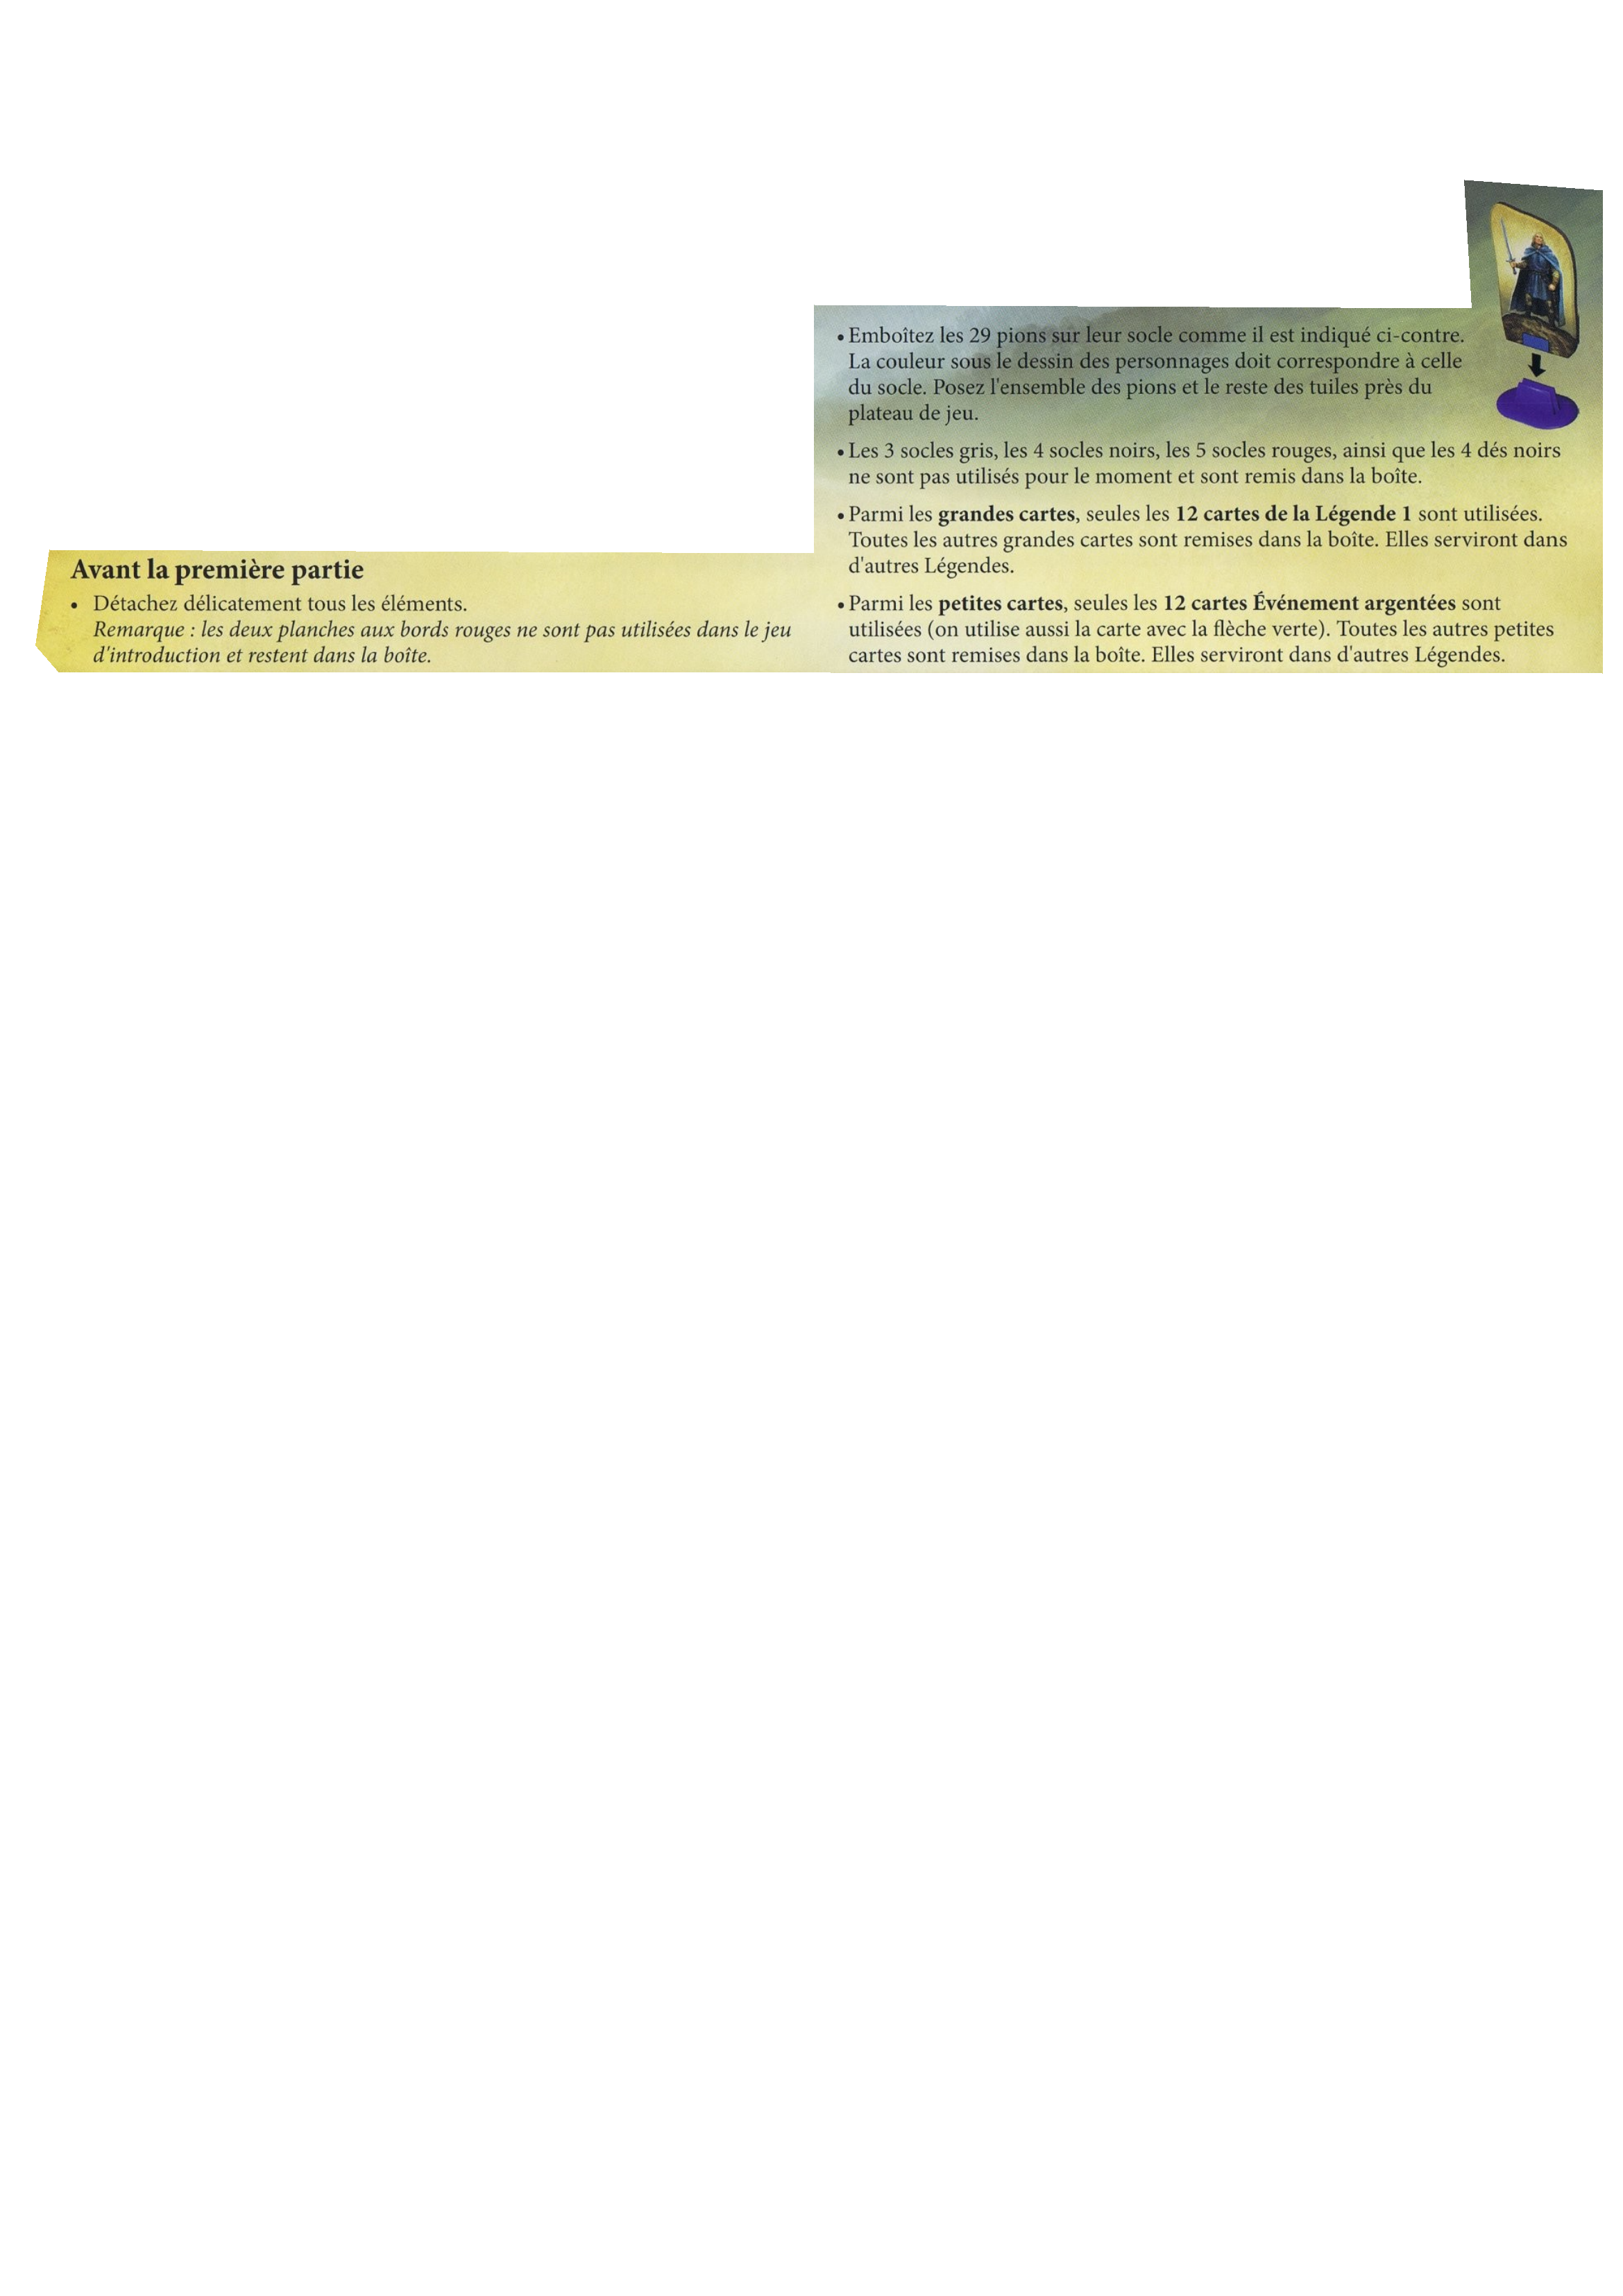 Avant la première partie
• Détachez délicatement tous les éléments.
Remarque : les deux planches aux bords rouges ne sont pas utilisées dans le jeu
d'introduction et restent dans la boîte.
• Emboîtez les 29 pions sur leur socle comme il est indiqué ci-contre.
La couleur sous le dessin des personnages doit correspondre à celle
du socle. Posez l'ensemble des pions et le reste des tuiles près du
plateau de jeu.
• Les 3 socles gris, les 4 socles noirs, les 5 socles rouges, ainsi que les 4 dés noirs
ne sont pas utilisés pour le moment et sont remis dans la boîte.
• Parmi les grandes cartes, seules les 12 cartes de la Légende 1 sont utilisées.
Toutes les autres grandes cartes sont remises dans la boîte. Elles serviront dans
d'autres Légendes.
• Parmi les petites cartes, seules les 12 cartes Événement argentées sont
utilisées (on utilise aussi la carte avec la flèche verte). Toutes les autres petites
cartes sont remises dans la boîte. Elles serviront dans d'autres Légendes.